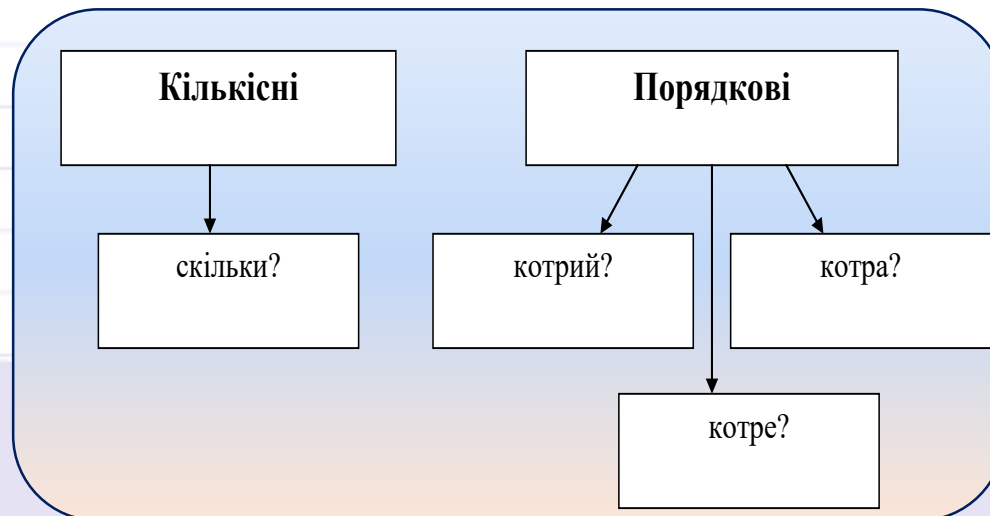 Кількісні
Порядкові
скільки?
котрий?
котра?
котре?